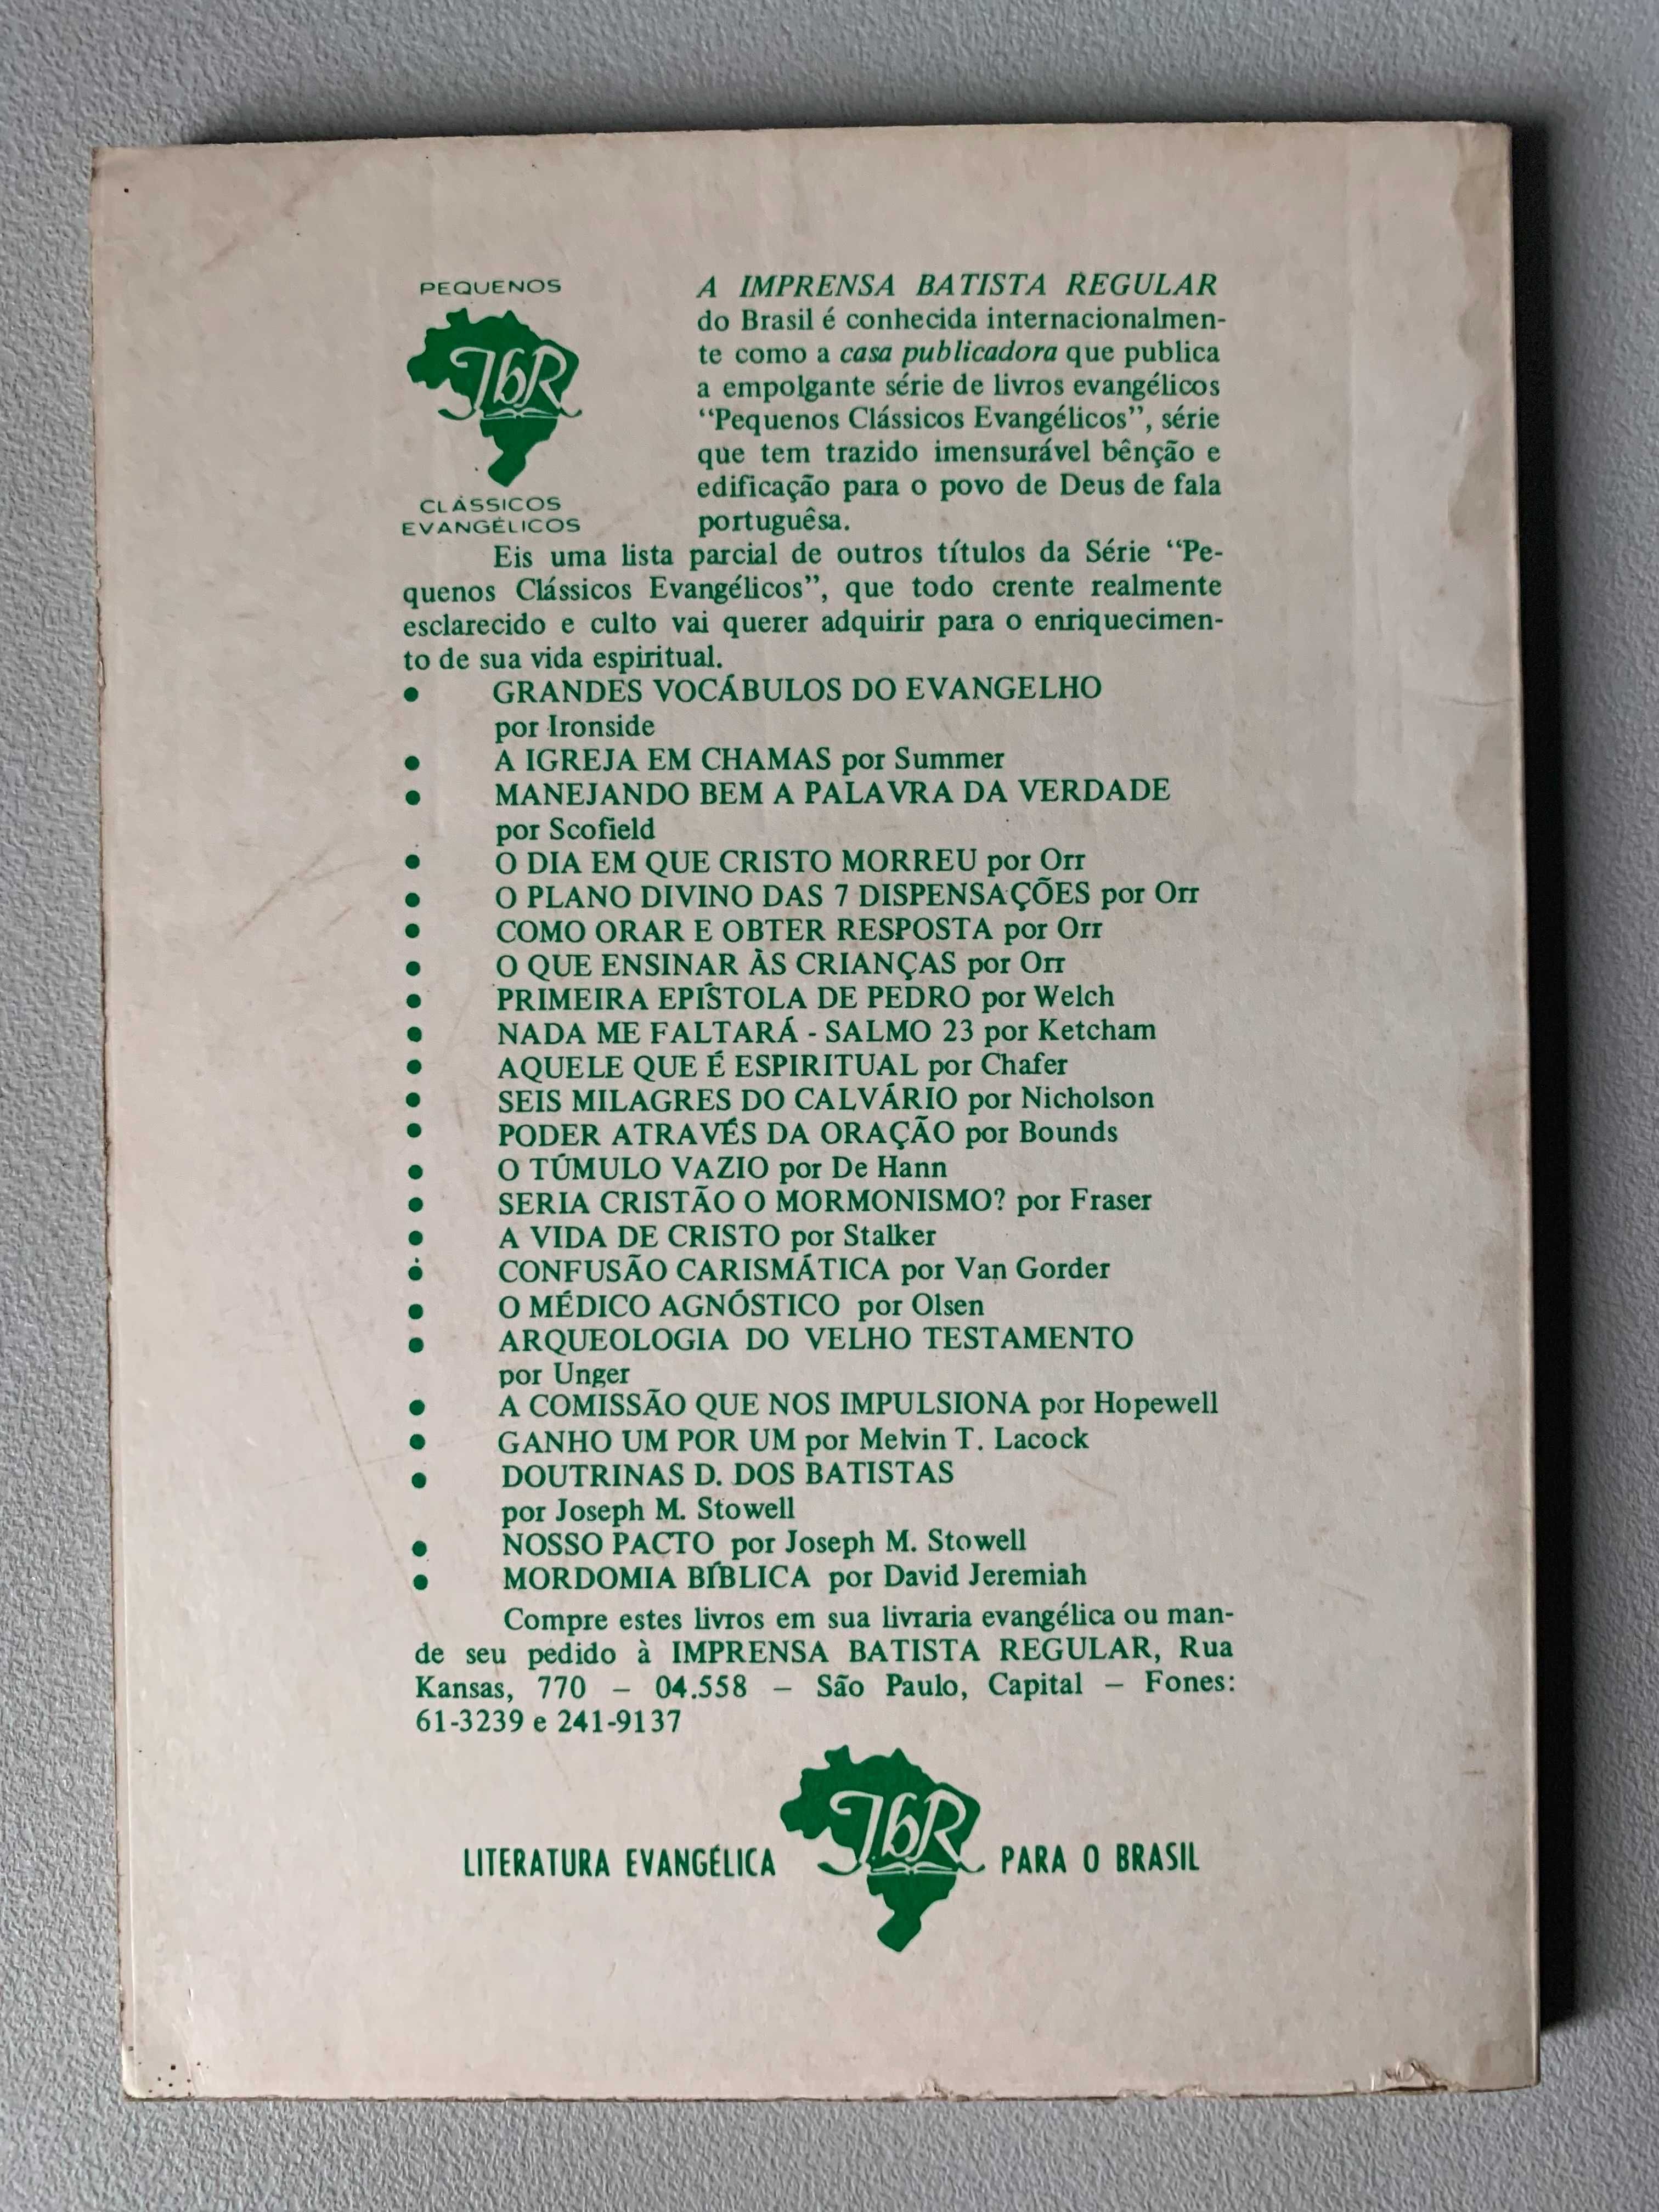 PEQUENOS
IbR
CLÁSSICOS
EVANGÉLICOS
A IMPRENSA BATISTA REGULAR
do Brasil é conhecida internacionalmen-
te como a casa publicadora que publica
a empolgante série de livros evangélicos
“Pequenos Clássicos Evangélicos”, série
que tem trazido imensurável bênção e
edificação para o povo de Deus de fala
portuguêsa.
Eis uma lista parcial de outros títulos da Série “Pe-
quenos Clássicos Evangélicos”, que todo crente realmente
esclarecido e culto vai querer adquirir para o enriquecimen-
to de sua vida espiritual.
• GRANDES VOCÁBULOS DO EVANGELHO
por Ironside
• A IGREJA EM CHAMAS por Summer
• MANEJANDO BEM A PALAVRA DA VERDADE
por Scofield
• O DIA EM QUE CRISTO MORREU por Orr
• O PLANO DIVINO DAS 7 DISPENSAÇÕES por Orr
• COMO ORAR E OBTER RESPOSTA por Orr
• O QUE ENSINAR ÀS CRIANÇAS por Orr
• PRIMEIRA EPÍSTOLA DE PEDRO por Welch
• NADA ME FALTARÁ - SALMO 23 por Ketcham
• AQUELE QUE É ESPIRITUAL por Chafer
• SEIS MILAGRES DO CALVÁRIO por Nicholson
• PODER ATRAVÉS DA ORAÇÃO por Bounds
• O TÚMULO VAZIO por De Hann
• SERIA CRISTÃO O MORMONISMO? por Fraser
• A VIDA DE CRISTO por Stalker
• CONFUSÃO CARISMÁTICA por Van Gorder
• O MÉDICO AGNÓSTICO por Olsen
• ARQUEOLOGIA DO VELHO TESTAMENTO
por Unger
• A COMISSÃO QUE NOS IMPULSIONA por Hopewell
• GANHO UM POR UM por Melvin T. Lacock
• DOUTRINAS D. DOS BATISTAS
por Joseph M. Stowell
• NOSSO PACTO por Joseph M. Stowell
• MORDOMIA BÍBLICA por David Jeremiah
Compre estes livros em sua livraria evangélica ou man-
de seu pedido à IMPRENSA BATISTA REGULAR, Rua
Kansas, 770 – 04.558 – São Paulo, Capital – Fones:
61-3239 e 241-9137
LITERATURA EVANGÉLICA IbR PARA O BRASIL